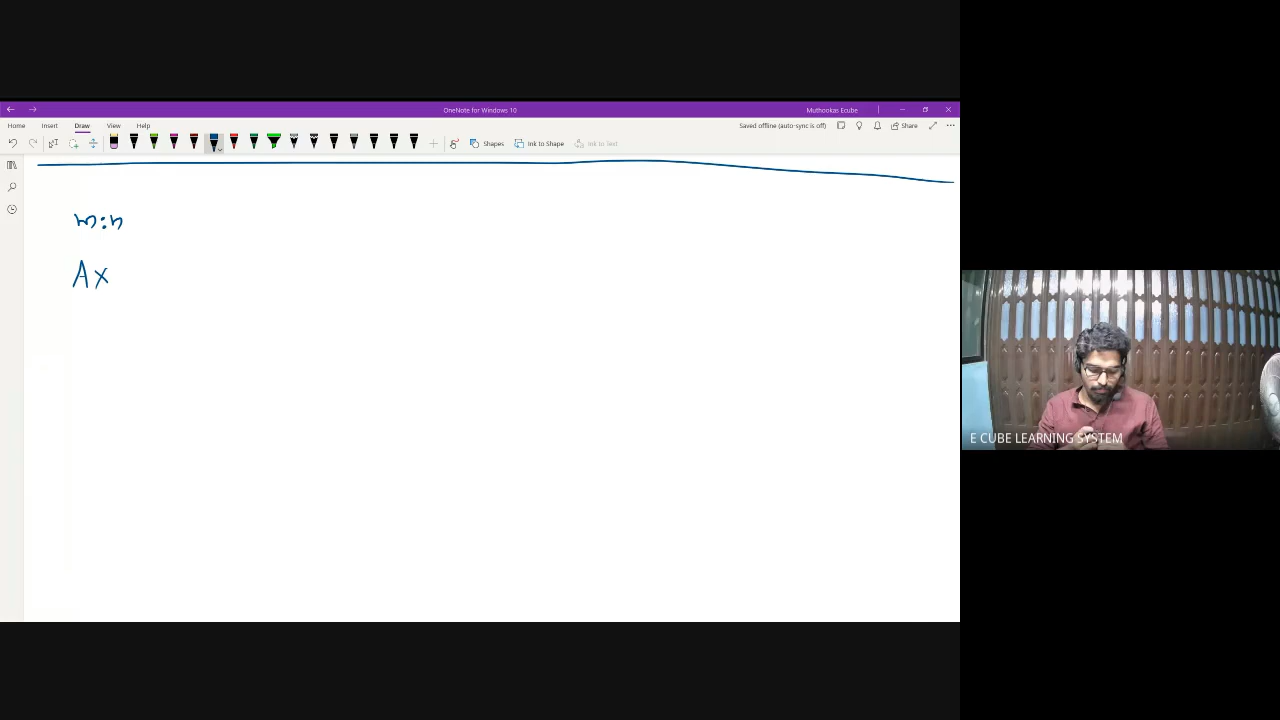 OneNote for Windows 10
Muthookas Ecube
Home Insert Draw View Help
Saved offline (auto-sync is off)
Share
Shapes
Ink to Shape
Ink to Text
m:n
Ax
E CUBE LEARNING SYSTEM